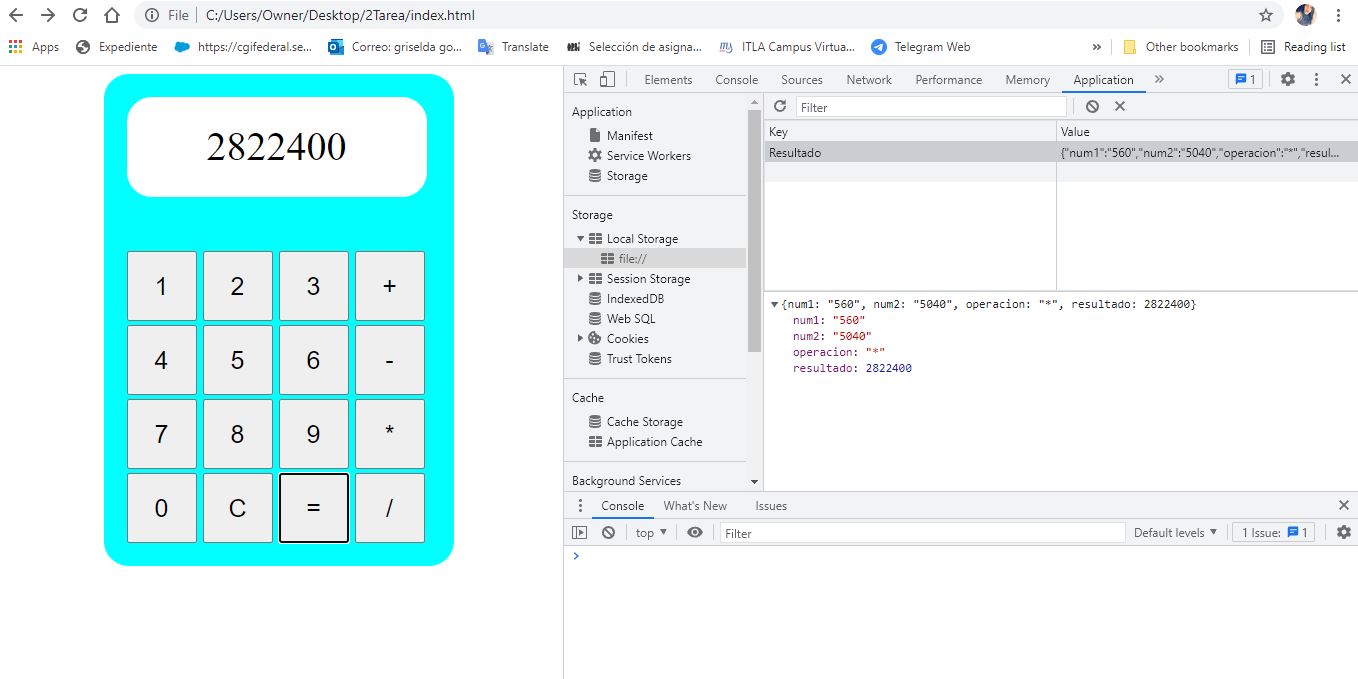 File | C:/Users/Owner/Desktop/2Tarea/index.html
Apps Expediente https://cgifederal.se... Correo: griselda go... Translate Selección de asigna... ITLA Campus Virtua... Telegram Web » Other bookmarks Reading list
2822400
1 2 3 +
4 5 6 -
7 8 9 *
0 C = /
Elements Console Sources Network Performance Memory Application » 1
Application
Manifest
Service Workers
Storage
Storage
Local Storage
file://
Session Storage
IndexedDB
Web SQL
Cookies
Trust Tokens
Cache
Cache Storage
Application Cache
Background Services
Filter
Key Value
Resultado {"num1":"560","num2":"5040","operacion":"*","resul...
{num1: "560", num2: "5040", operacion: "*", resultado: 2822400}
num1: "560"
num2: "5040"
operacion: "*"
resultado: 2822400
Console What's New Issues
top Filter Default levels 1 Issue: 1
>